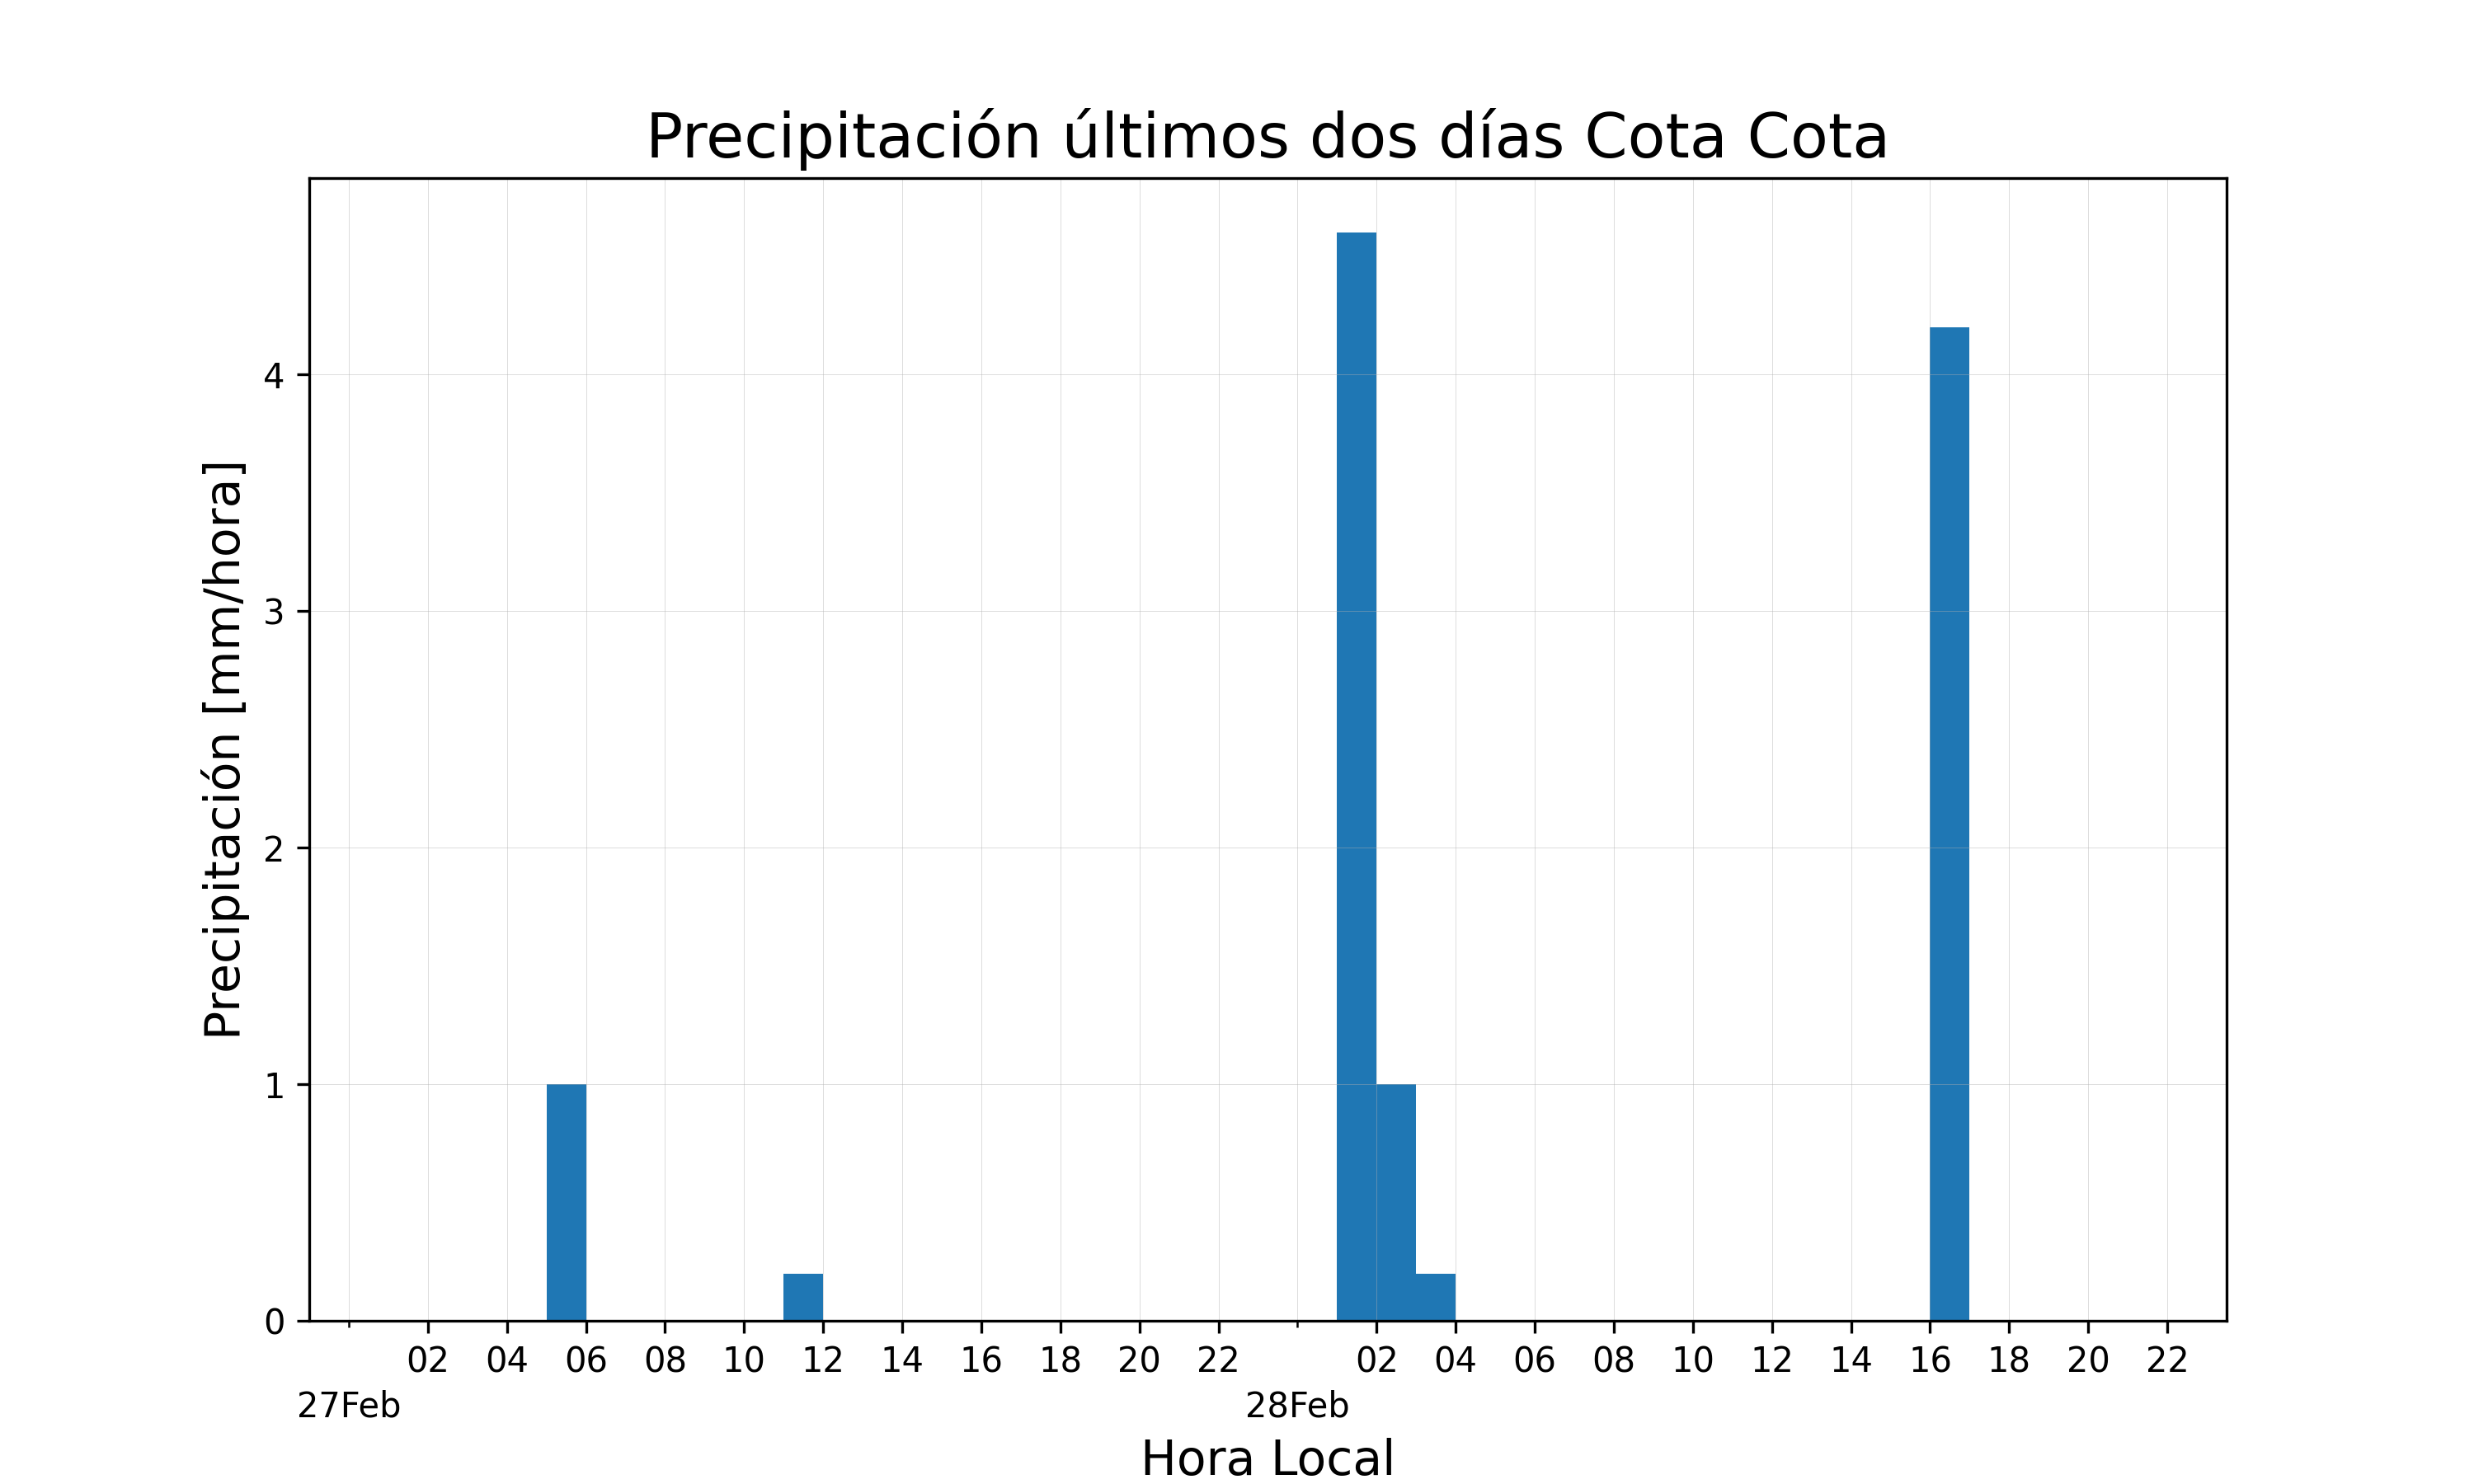 Precipitación últimos dos días Cota Cota
Precipitación [mm/hora]
4
3
2
1
0
02 04 06 08 10 12 14 16 18 20 22 02 04 06 08 10 12 14 16 18 20 22
27Feb 28Feb
Hora Local